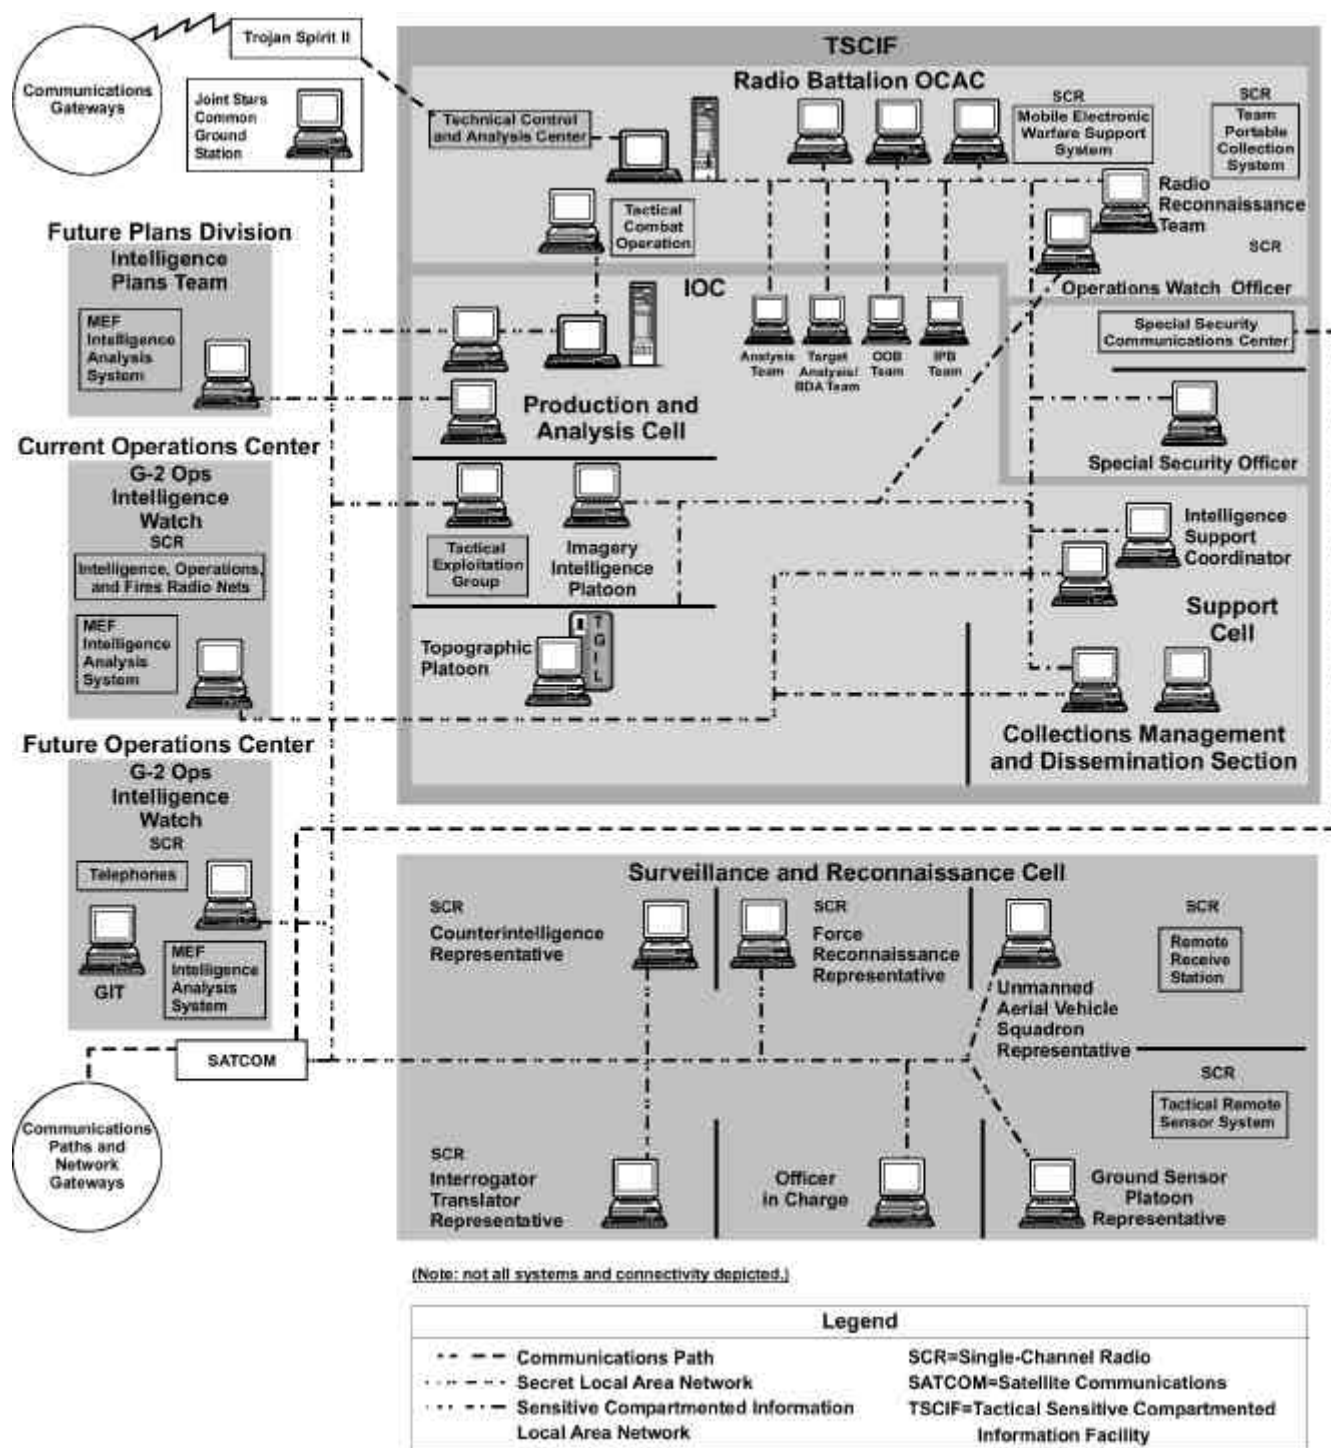 Trojan Spirit II
Communications
Gateways
Joint Stars
Common
Ground
Station
TSCIF
Radio Battalion OCAC
Technical Control
and Analysis Center
SCR
Mobile Electronic
Warfare Support
System
SCR
Team
Portable
Collection
System
Radio
Reconnaissance
Team
SCR
Tactical
Combat
Operation
Operations Watch Officer
Future Plans Division
Intelligence
Plans Team
MEF
Intelligence
Analysis
System
IOC
Analysis
Team
Target
Analysis/
BDA Team
OOB
Team
IPB
Team
Special Security
Communications Center
Production and
Analysis Cell
Special Security Officer
Current Operations Center
G-2 Ops
Intelligence
Watch
SCR
Intelligence, Operations,
and Fires Radio Nets
MEF
Intelligence
Analysis
System
Tactical
Exploitation
Group
Imagery
Intelligence
Platoon
Intelligence
Support
Coordinator
Support
Cell
Topographic
Platoon
T
G
I
L
Collections Management
and Dissemination Section
Future Operations Center
G-2 Ops
Intelligence
Watch
SCR
Telephones
GIT
MEF
Intelligence
Analysis
System
SATCOM
Communications
Paths and
Network
Gateways
Surveillance and Reconnaissance Cell
SCR
Counterintelligence
Representative
SCR
Force
Reconnaissance
Representative
Unmanned
Aerial Vehicle
Squadron
Representative
SCR
Remote
Receive
Station
SCR
Tactical Remote
Sensor System
SCR
Interrogator
Translator
Representative
Officer
in Charge
Ground Sensor
Platoon
Representative
(Note: not all systems and connectivity depicted.)
Legend
Communications Path
Secret Local Area Network
Sensitive Compartmented Information
Local Area Network
SCR=Single-Channel Radio
SATCOM=Satellite Communications
TSCIF=Tactical Sensitive Compartmented
Information Facility